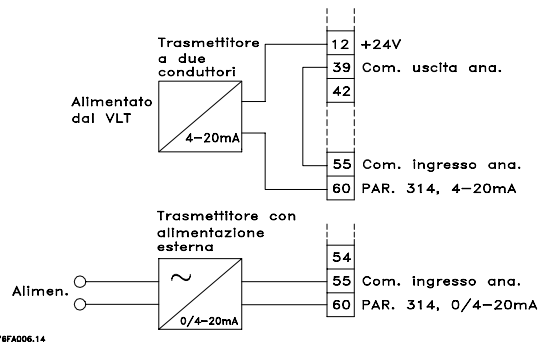 Trasmettitore
a due
conduttori
12 +24V
39 Com. uscita ana.
42
Alimentato
dal VLT
4-20mA
55 Com. ingresso ana.
60 PAR. 314, 4-20mA
Trasmettitore con
alimentazione
esterna
54
Alimen.
~
55 Com. ingresso ana.
0/4-20mA
60 PAR. 314, 0/4-20mA